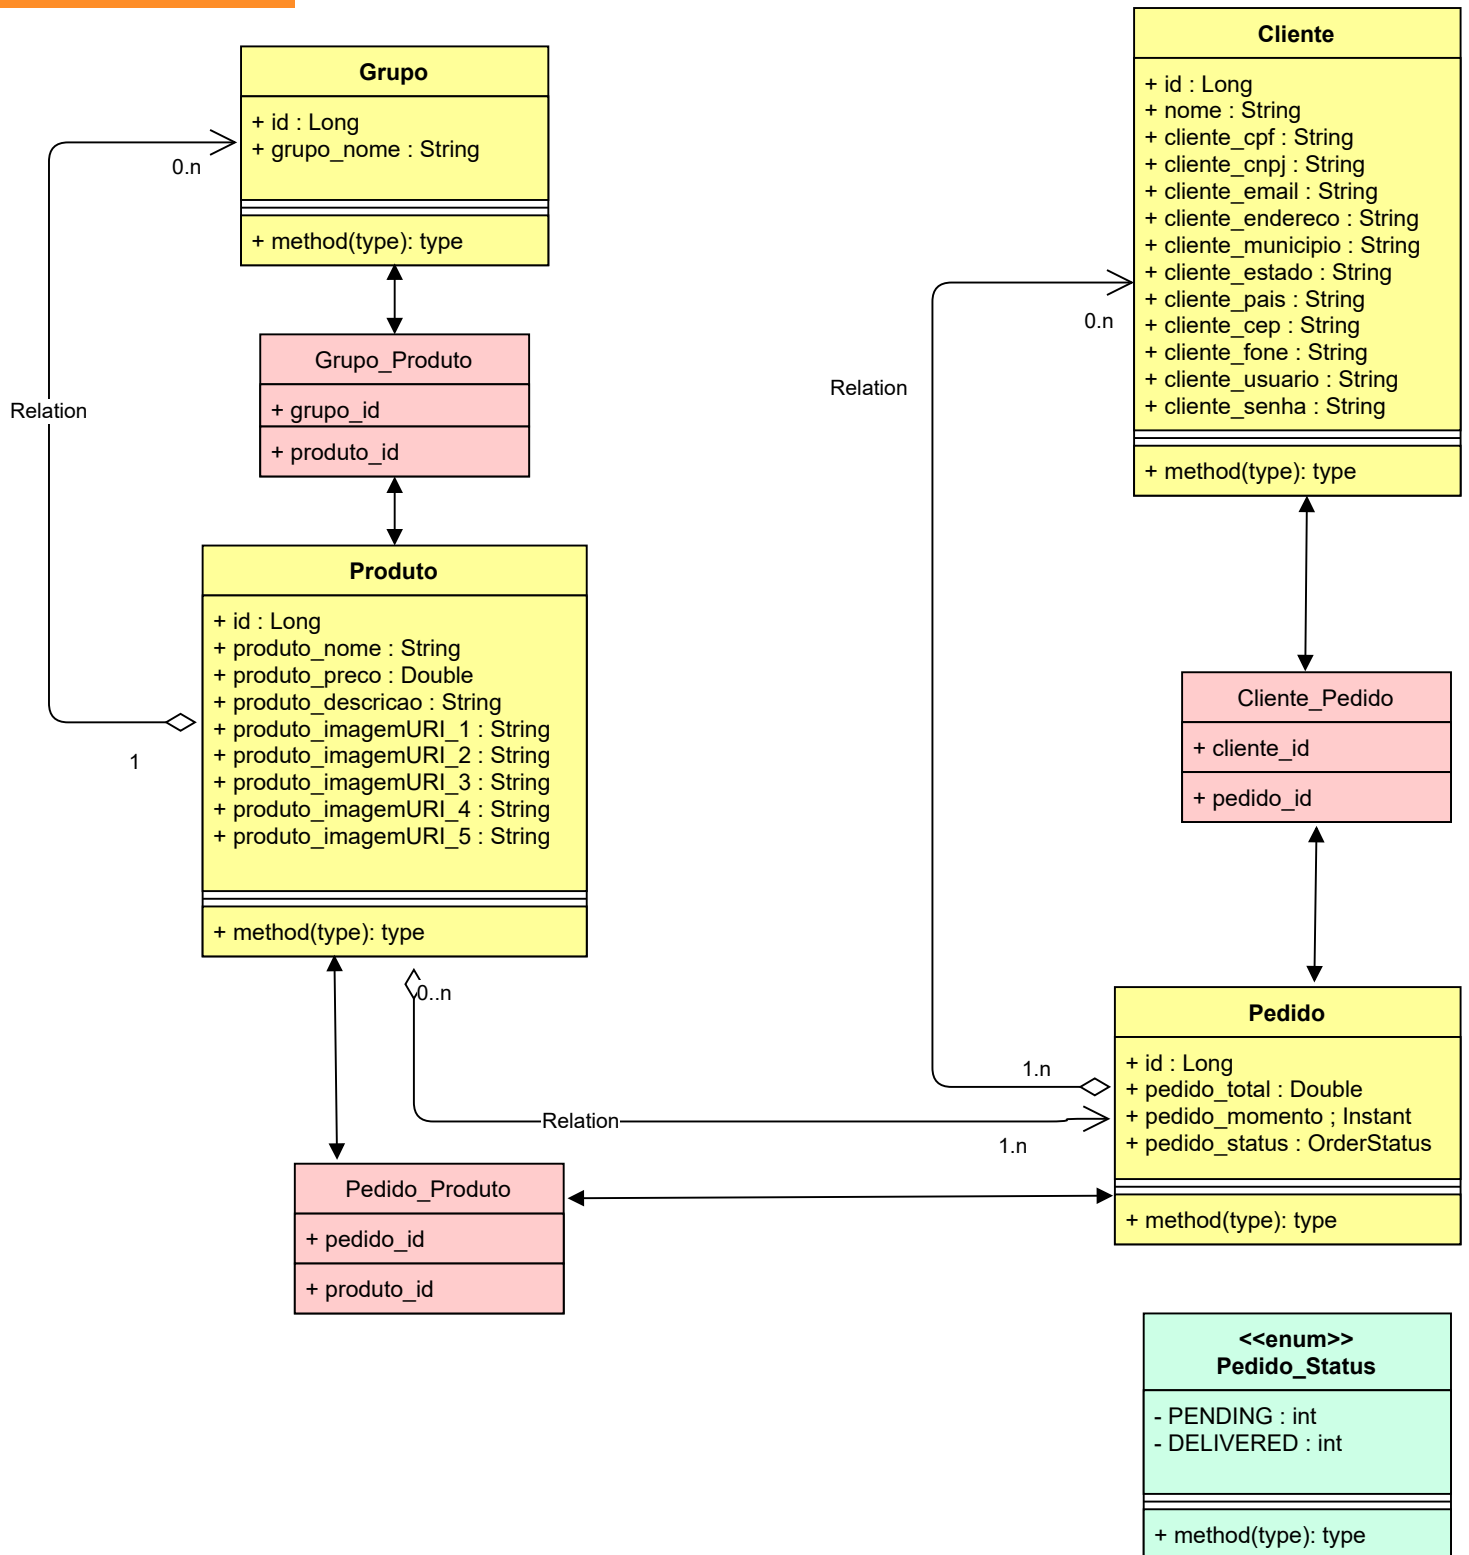 Grupo
+ id : Long
+ grupo_nome : String
+ method(type): type
0.n
Relation
1
Grupo_Produto
+ grupo_id
+ produto_id
Produto
+ id : Long
+ produto_nome : String
+ produto_preco : Double
+ produto_descricao : String
+ produto_imagemURI_1 : String
+ produto_imagemURI_2 : String
+ produto_imagemURI_3 : String
+ produto_imagemURI_4 : String
+ produto_imagemURI_5 : String
+ method(type): type
0..n
Relation
1.n
Pedido_Produto
+ pedido_id
+ produto_id
Cliente
+ id : Long
+ nome : String
+ cliente_cpf : String
+ cliente_cnpj : String
+ cliente_email : String
+ cliente_endereco : String
+ cliente_municipio : String
+ cliente_estado : String
+ cliente_pais : String
+ cliente_cep : String
+ cliente_fone : String
+ cliente_usuario : String
+ cliente_senha : String
+ method(type): type
0.n
Relation
1.n
Cliente_Pedido
+ cliente_id
+ pedido_id
Pedido
+ id : Long
+ pedido_total : Double
+ pedido_momento ; Instant
+ pedido_status : OrderStatus
+ method(type): type
<<enum>>
Pedido_Status
- PENDING : int
- DELIVERED : int
+ method(type): type